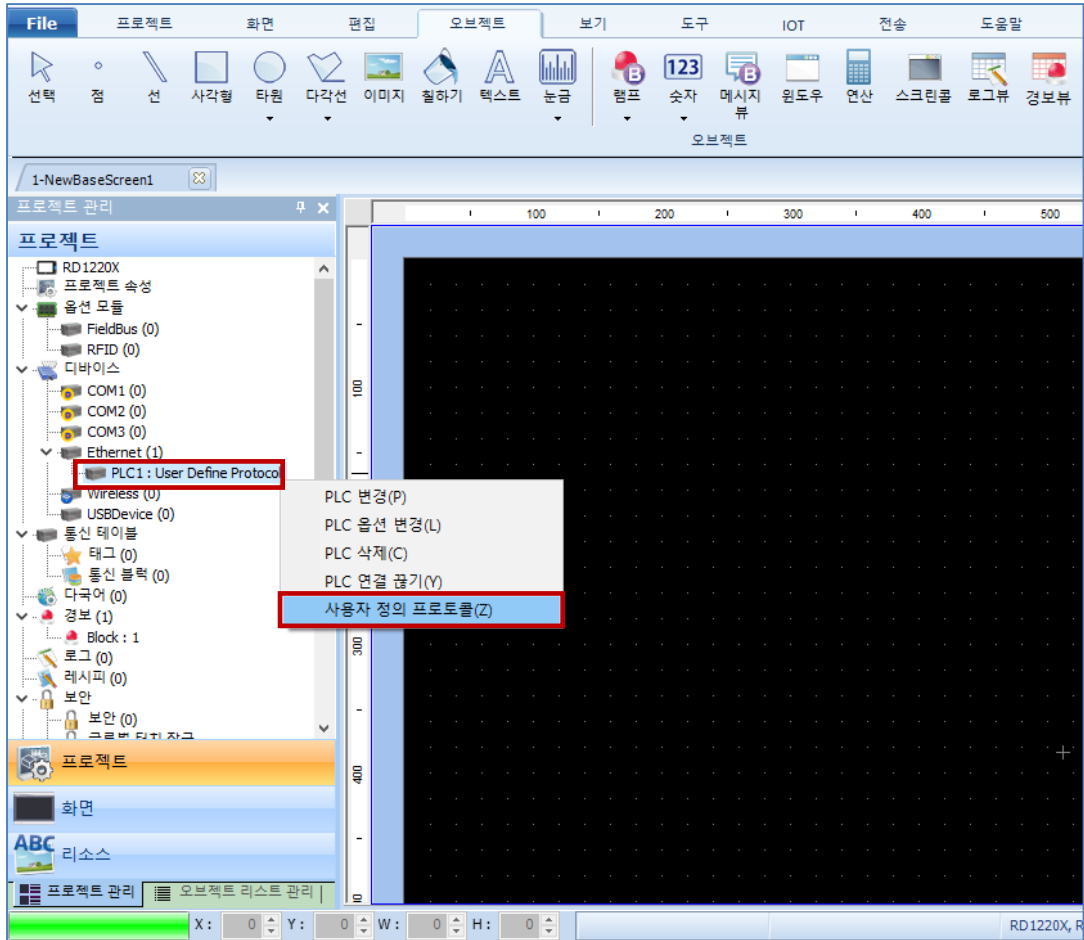 File 프로젝트 화면 편집 오브젝트 보기 도구 IOT 전송 도움말
선택 점 선 사각형 타원 다각선 이미지 칠하기 텍스트 눈금 램프 숫자 메시지 뷰 윈도우 연산 스크린콜 로그뷰 경보뷰
123
오브젝트
1-NewBaseScreen1
프로젝트 관리
100 200 300 400 500
프로젝트
RD1220X
프로젝트 속성
옵션 모듈
FieldBus (0)
RFID (0)
디바이스
COM1 (0)
100
COM2 (0)
COM3 (0)
Ethernet (1)
PLC1 : User Define Protocol
Wireless (0)
USBDevice (0)
통신 테이블
태그 (0)
통신 블럭 (0)
다국어 (0)
경보 (1)
Block : 1
로그 (0)
레시피 (0)
보안
보안 (0)
PLC 변경(P)
PLC 옵션 변경(L)
PLC 삭제(C)
PLC 연결 끊기(Y)
사용자 정의 프로토콜(Z)
300
400
프로젝트
화면
ABC
리소스
프로젝트 관리 오브젝트 리스트 관리
X : 0 Y : 0 W : 0 H : 0 RD1220X, R